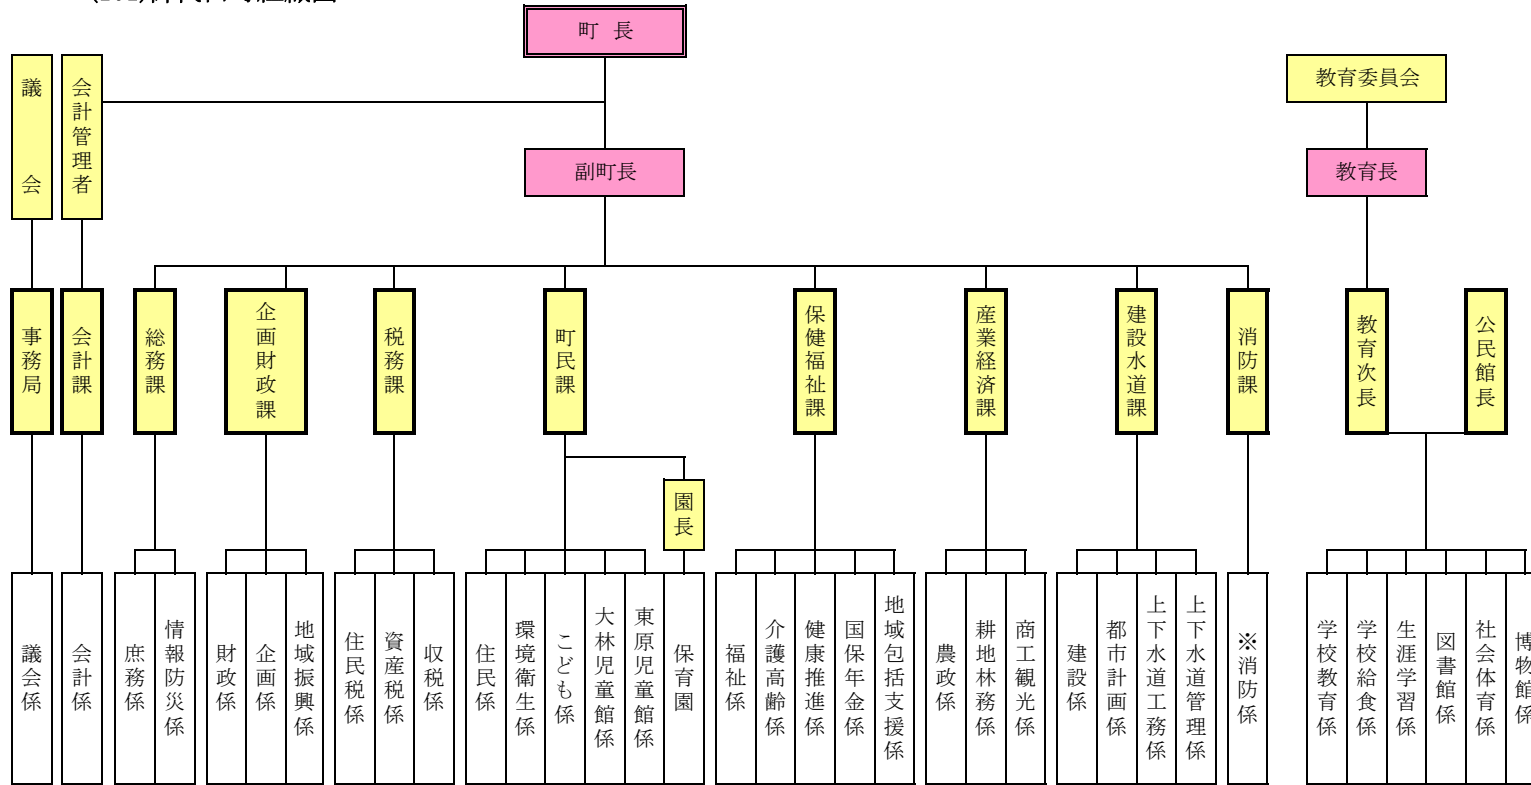 町 長
議 会
会計管理者
教育委員会
副町長
教育長
事務局
会計課
総務課
企画財政課
税務課
町民課
保健福祉課
産業経済課
建設水道課
消防課
教育次長
公民館長
園長
議会係
会計係
庶務係
情報防災係
財政係
企画係
地域振興係
住民税係
資産税係
収税係
住民係
環境衛生係
こども係
大林児童館係
東原児童館係
保育園
福祉係
介護高齢係
健康推進係
国保年金係
地域包括支援係
農政係
耕地林務係
商工観光係
建設係
都市計画係
上下水道工務係
上下水道管理係
※消防係
学校教育係
学校給食係
生涯学習係
図書館係
社会体育係
博物館係